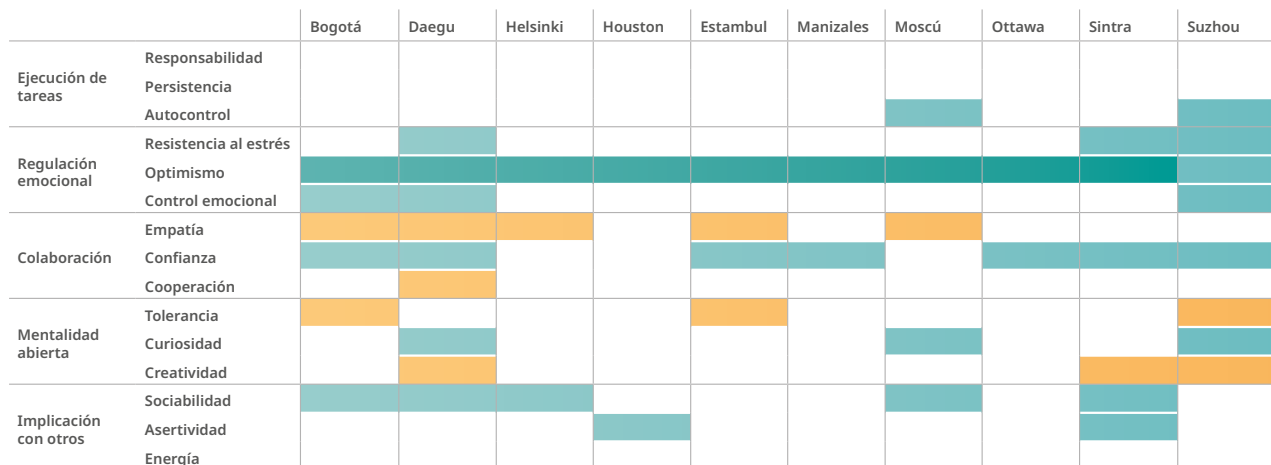 Bogotá Daegu Helsinki Houston Estambul Manizales Moscú Ottawa Sintra Suzhou
Ejecución de
tareas
Responsabilidad
Persistencia
Autocontrol
Regulación
emocional
Resistencia al estrés
Optimismo
Control emocional
Colaboración
Empatía
Confianza
Cooperación
Mentalidad
abierta
Tolerancia
Curiosidad
Creatividad
Implicación
con otros
Sociabilidad
Asertividad
Energía